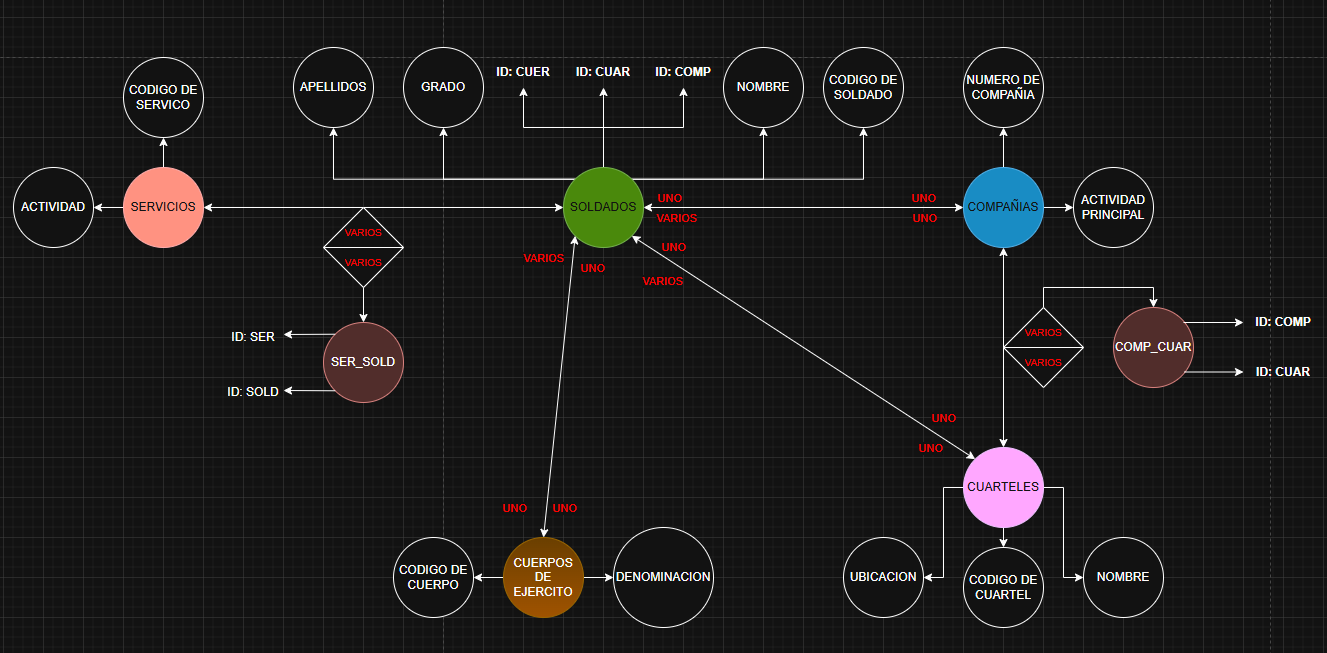 CODIGO DE
SERVICO
APELLIDOS
GRADO
ID: CUER
ID: CUAR
ID: COMP
NOMBRE
CODIGO DE
SOLDADO
NUMERO DE
COMPAÑIA
ACTIVIDAD
SERVICIOS
SOLDADOS
UNO
VARIOS
UNO
UNO
COMPAÑIAS
ACTIVIDAD
PRINCIPAL
VARIOS
VARIOS
VARIOS
UNO
UNO
VARIOS
ID: SER
SER_SOLD
ID: SOLD
VARIOS
VARIOS
COMP_CUAR
ID: COMP
ID: CUAR
UNO
UNO
CUARTELES
UNO
UNO
CODIGO DE
CUERPO
CUERPOS
DE
EJERCITO
DENOMINACION
UBICACION
CODIGO DE
CUARTEL
NOMBRE